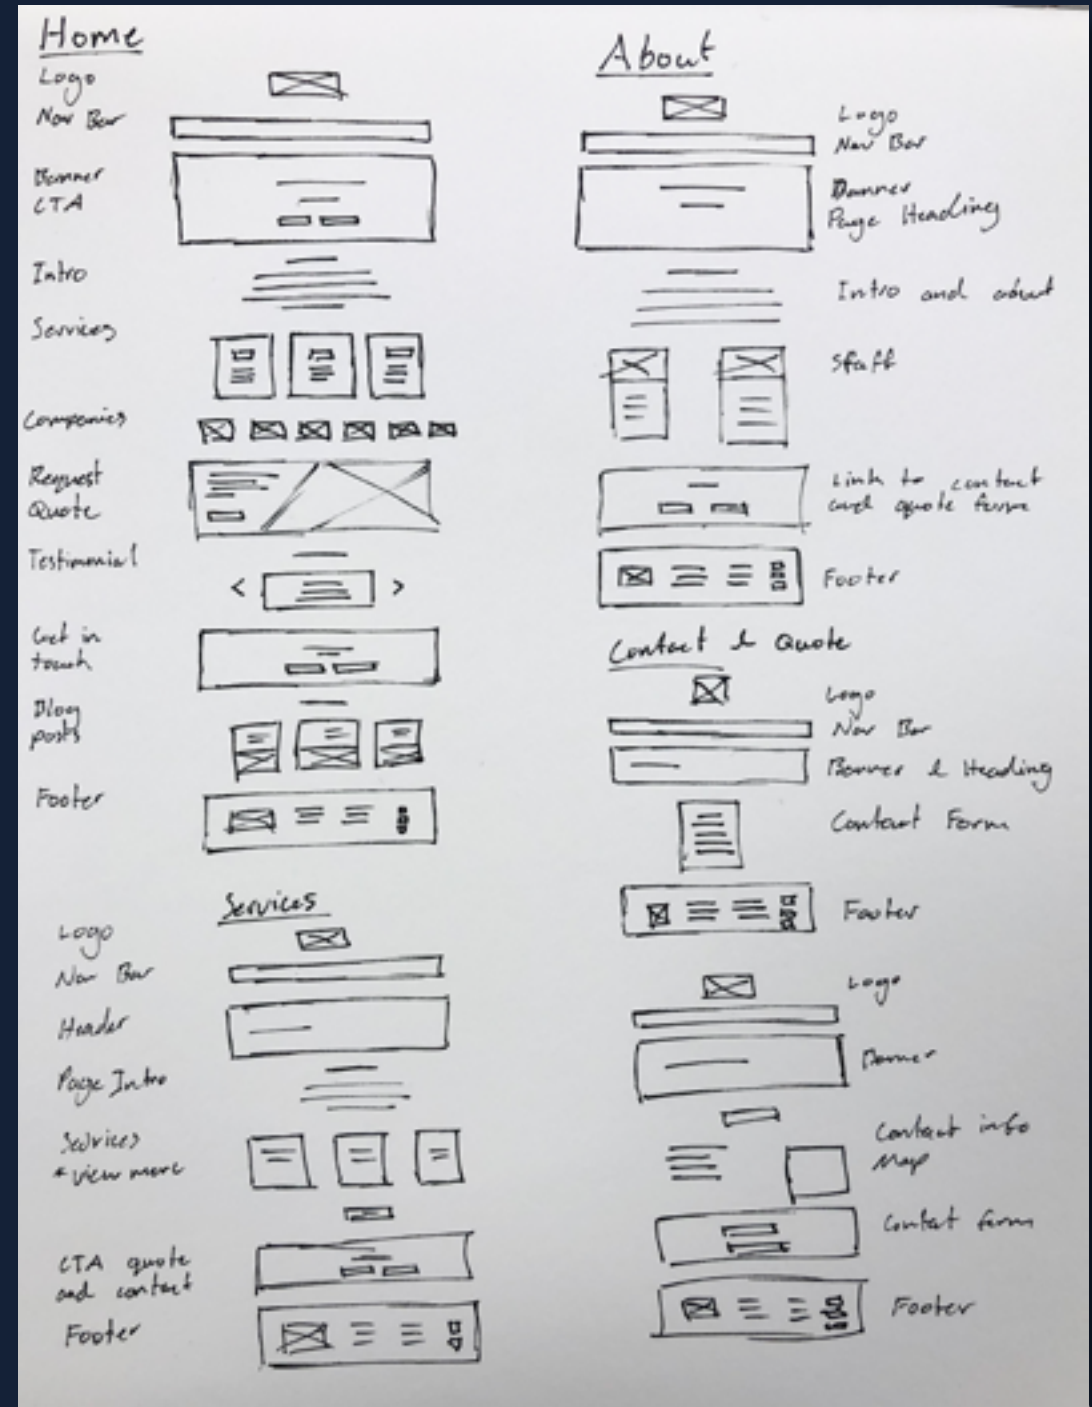 Home
Logo
Nav Bar
Banner
CTA
Intro
Services
Companies
Request
Quote
Testimonial
Get in
touch
Blog
posts
Footer
Services
Logo
Nav Bar
Header
Page Intro
Services
* View more
CTA quote
and contact
Footer
About
Logo
Nav Bar
Banner
Page Heading
Intro and about
Staff
Link to contact
and quote form
Footer
Contact & Quote
Logo
Nav Bar
Banner & Heading
Contact Form
Footer
Logo
Banner
Contact info
Map
Contact form
Footer